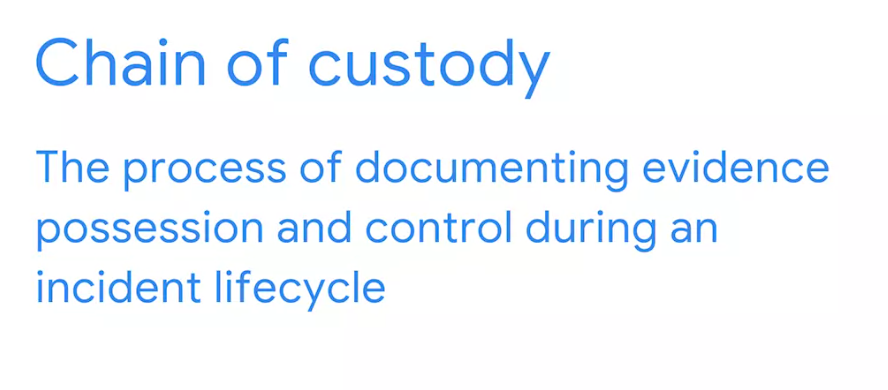 Chain of custody
The process of documenting evidence
possession and control during an
incident lifecycle